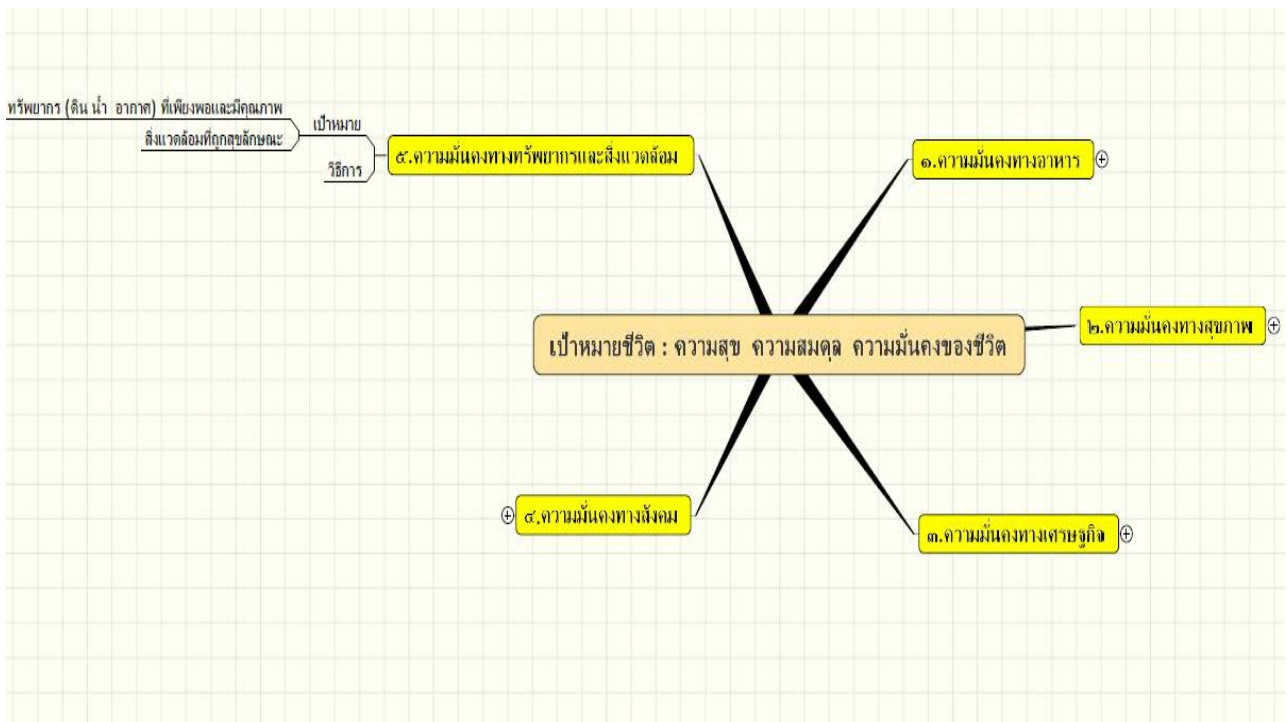 เป้าหมายชีวิต : ความสุข ความสมดุล ความมั่นคงของชีวิต
๑.ความมั่นคงทางอาหาร
๒.ความมั่นคงทางสุขภาพ
๓.ความมั่นคงทางเศรษฐกิจ
๔.ความมั่นคงทางสังคม
๕.ความมั่นคงทางทรัพยากรและสิ่งแวดล้อม
เป้าหมาย
ทรัพยากร (ดิน น้ำ อากาศ) ที่เพียงพอและมีคุณภาพ
สิ่งแวดล้อมที่ถูกสุขลักษณะ
วิธีการ